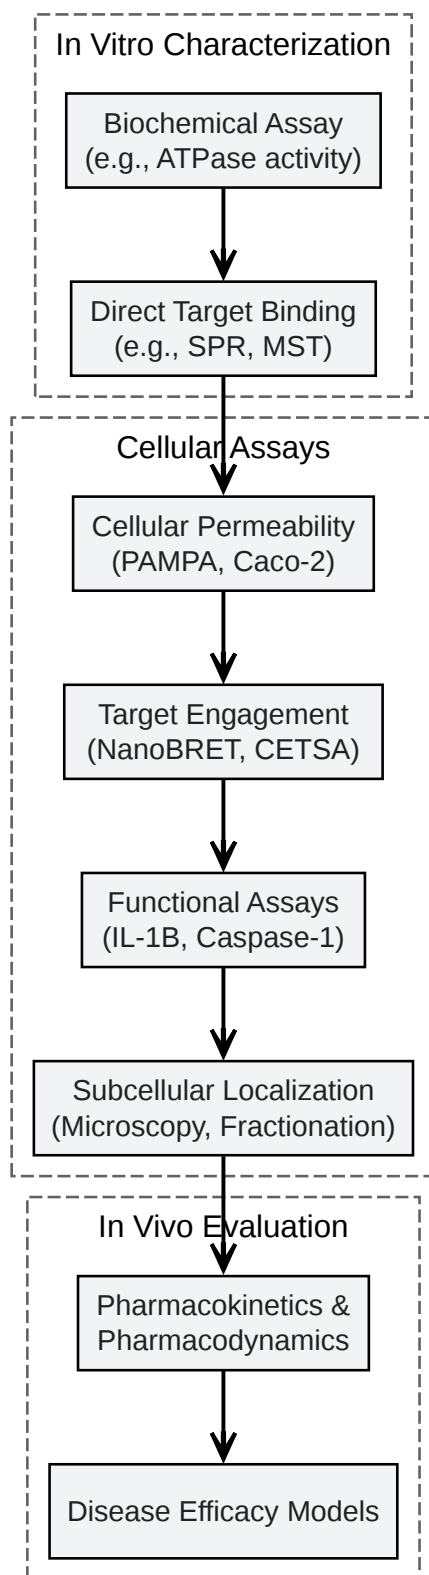 In Vitro Characterization
Biochemical Assay
(e.g., ATPase activity)
Direct Target Binding
(e.g., SPR, MST)
Cellular Assays
Cellular Permeability
(PAMPA, Caco-2)
Target Engagement
(NanoBRET, CETSA)
Functional Assays
(IL-1B, Caspase-1)
Subcellular Localization
(Microscopy, Fractionation)
In Vivo Evaluation
Pharmacokinetics &
Pharmacodynamics
Disease Efficacy Models